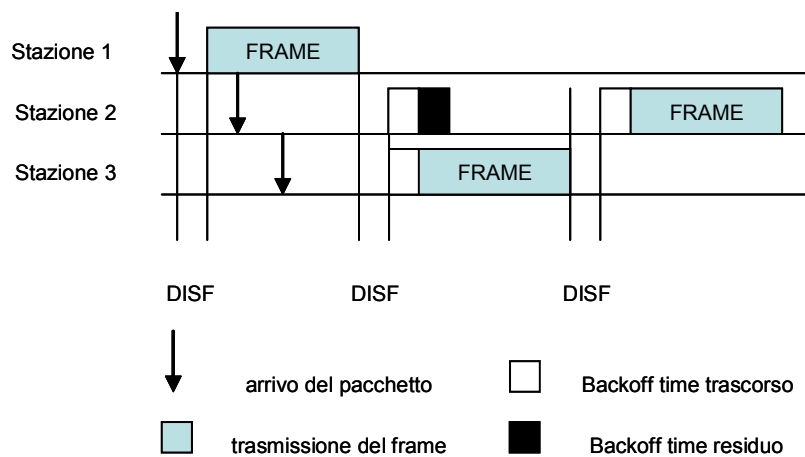 Stazione 1
FRAME
Stazione 2
FRAME
Stazione 3
FRAME
DISF DISF DISF
arrivo del pacchetto
Backoff time trascorso
trasmissione del frame
Backoff time residuo